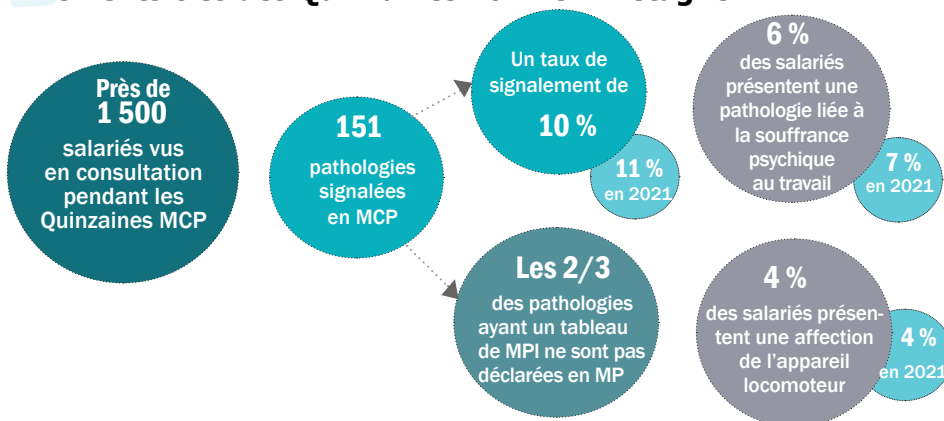 Près de
1 500
salariés vus
en consultation
pendant les
Quinzaines MCP
151
pathologies
signalées
en MCP
Un taux de
signalement de
10 %
11 %
en 2021
Les 2/3
des pathologies
ayant un tableau
de MPI ne sont pas
déclarées en MP
6 %
des salariés
présentent une
pathologie liée à
la souffrance
psychique
au travail
7 %
en 2021
4 %
des salariés présen-
tent une affection
de l'appareil
locomoteur
4 %
en 2021